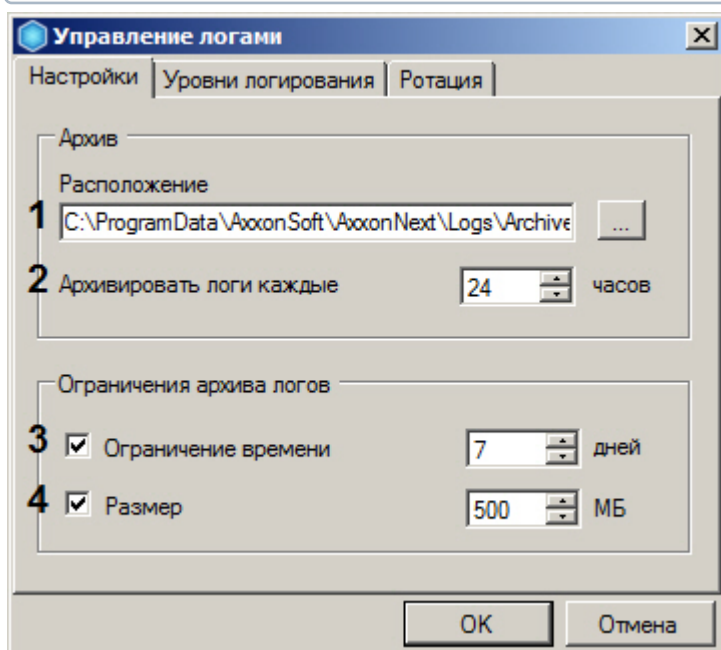 Управление логами
Настройки Уровни логирования Ротация
Архив
Расположение
1 C:\ProgramData\AxxonSoft\AxxonNext\Logs\Archive ...
2 Архивировать логи каждые 24 часов
Ограничения архива логов
3 Ограничение времени 7 дней
4 Размер 500 МБ
OK Отмена